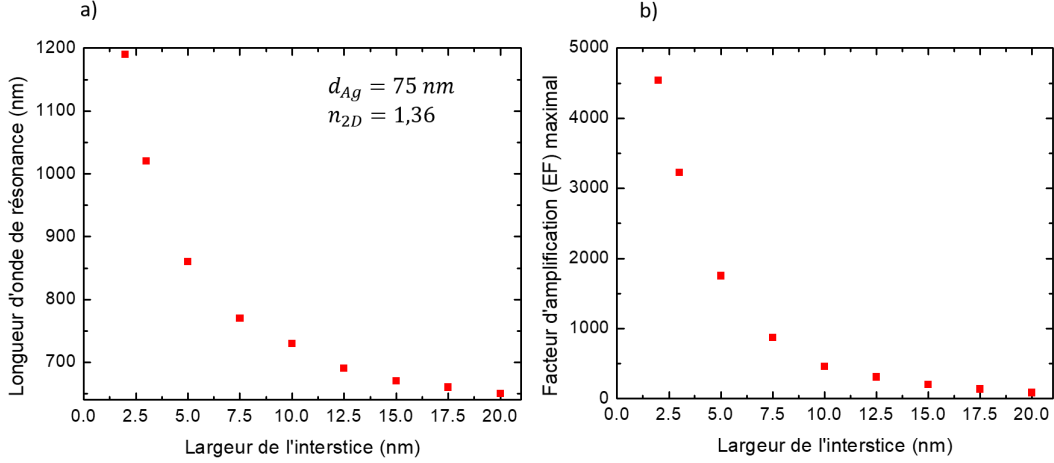 a)
1200
1100
1000
900
800
700
Longueur d'onde de résonance (nm)
d_Ag = 75 nm
n_2D = 1,36
0.0 2.5 5.0 7.5 10.0 12.5 15.0 17.5 20.0
Largeur de l'interstice (nm)
b)
5000
4000
3000
2000
1000
0
Facteur d'amplification (EF) maximal
0.0 2.5 5.0 7.5 10.0 12.5 15.0 17.5 20.0
Largeur de l'interstice (nm)